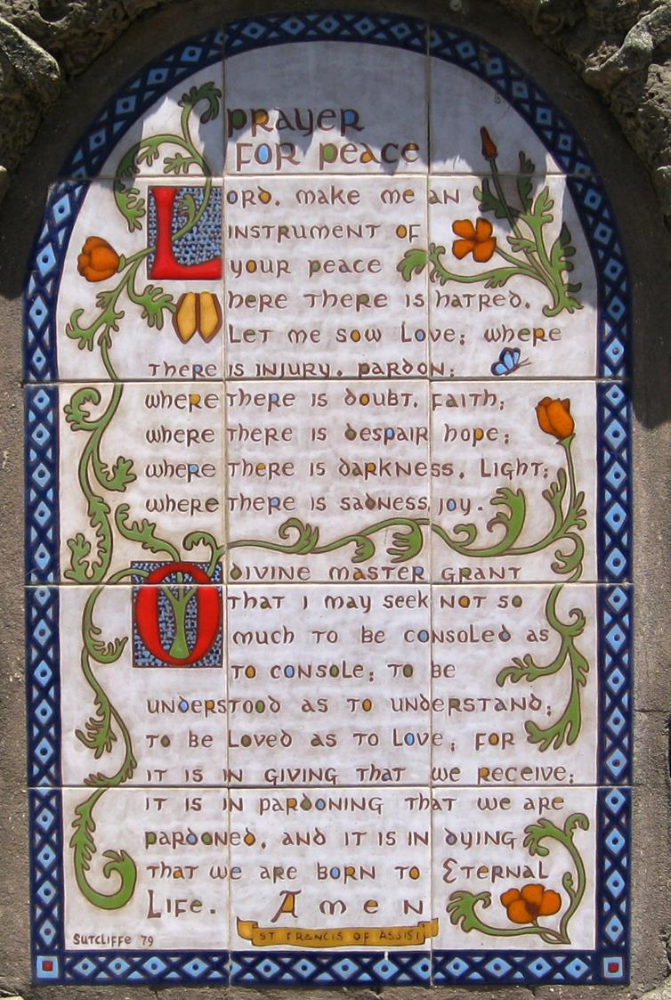 PRAYER
FOR PEACE
LORD, MAKE ME AN
INSTRUMENT OF
YOUR PEACE
WHERE THERE IS HATRED,
LET ME SOW LOVE; WHERE
THERE IS INJURY, PARDON;
WHERE THERE IS DOUBT, FAITH;
WHERE THERE IS DESPAIR HOPE;
WHERE THERE IS DARKNESS, LIGHT;
WHERE THERE IS SADNESS, JOY.
O DIVINE MASTER GRANT
THAT I MAY SEEK NOT SO
MUCH TO BE CONSOLED AS
TO CONSOLE; TO BE
UNDERSTOOD AS TO UNDERSTAND;
TO BE LOVED AS TO LOVE; FOR
IT IS IN GIVING THAT WE RECEIVE;
IT IS IN PARDONING THAT WE ARE
PARDONED, AND IT IS IN DYING
THAT WE ARE BORN TO ETERNAL
LIFE. AMEN
ST FRANCIS OF ASSISI
SUTCLIFFE '79